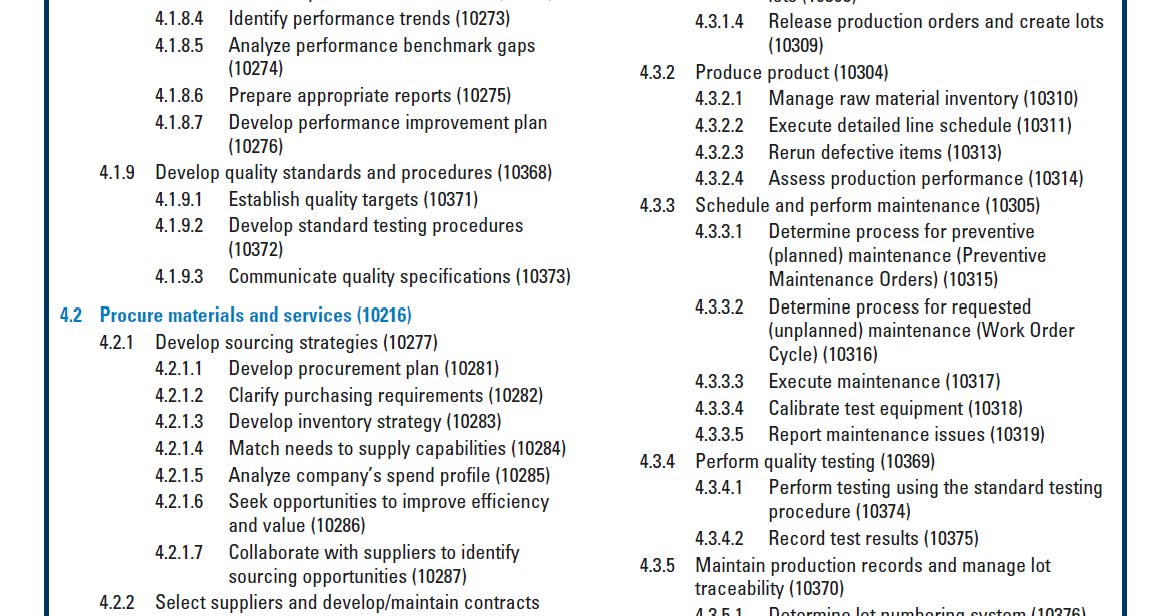 4.1.8.4 Identify performance trends (10273)
4.1.8.5 Analyze performance benchmark gaps
(10274)
4.1.8.6 Prepare appropriate reports (10275)
4.1.8.7 Develop performance improvement plan
(10276)
4.1.9 Develop quality standards and procedures (10368)
4.1.9.1 Establish quality targets (10371)
4.1.9.2 Develop standard testing procedures
(10372)
4.1.9.3 Communicate quality specifications (10373)
4.2 Procure materials and services (10216)
4.2.1 Develop sourcing strategies (10277)
4.2.1.1 Develop procurement plan (10281)
4.2.1.2 Clarify purchasing requirements (10282)
4.2.1.3 Develop inventory strategy (10283)
4.2.1.4 Match needs to supply capabilities (10284)
4.2.1.5 Analyze company's spend profile (10285)
4.2.1.6 Seek opportunities to improve efficiency
and value (10286)
4.2.1.7 Collaborate with suppliers to identify
sourcing opportunities (10287)
4.2.2 Select suppliers and develop/maintain contracts
4.3.1.4 Release production orders and create lots
(10309)
4.3.2 Produce product (10304)
4.3.2.1 Manage raw material inventory (10310)
4.3.2.2 Execute detailed line schedule (10311)
4.3.2.3 Rerun defective items (10313)
4.3.2.4 Assess production performance (10314)
4.3.3 Schedule and perform maintenance (10305)
4.3.3.1 Determine process for preventive
(planned) maintenance (Preventive
Maintenance Orders) (10315)
4.3.3.2 Determine process for requested
(unplanned) maintenance (Work Order
Cycle) (10316)
4.3.3.3 Execute maintenance (10317)
4.3.3.4 Calibrate test equipment (10318)
4.3.3.5 Report maintenance issues (10319)
4.3.4 Perform quality testing (10369)
4.3.4.1 Perform testing using the standard testing
procedure (10374)
4.3.4.2 Record test results (10375)
4.3.5 Maintain production records and manage lot
traceability (10370)
4.3.5.1 Determine lot numbering system (10376)